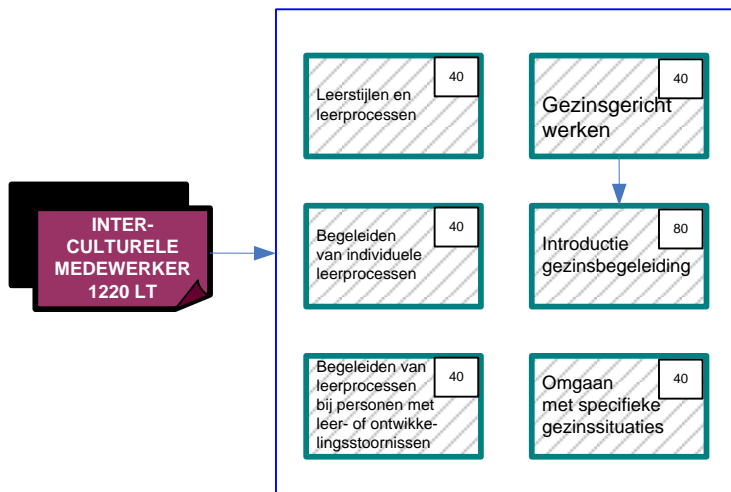 INTER-
CULTURELE
MEDEWERKER
1220 LT
40
Leerstijlen en
leerprocessen
40
Gezinsgericht
werken
40
Begeleiden
van individuele
leerprocessen
80
Introductie
gezinsbegeleiding
40
Begeleiden van
leerprocessen
bij personen met
leer- of ontwikke-
lingsstoornissen
40
Omgaan
met specifieke
gezinssituaties